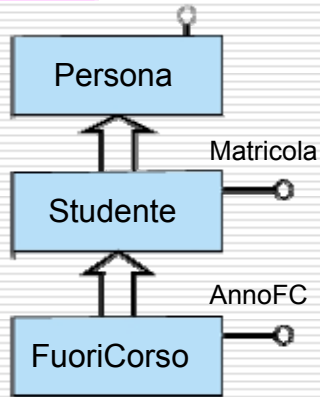 Persona
Matricola
Studente
AnnoFC
FuoriCorso